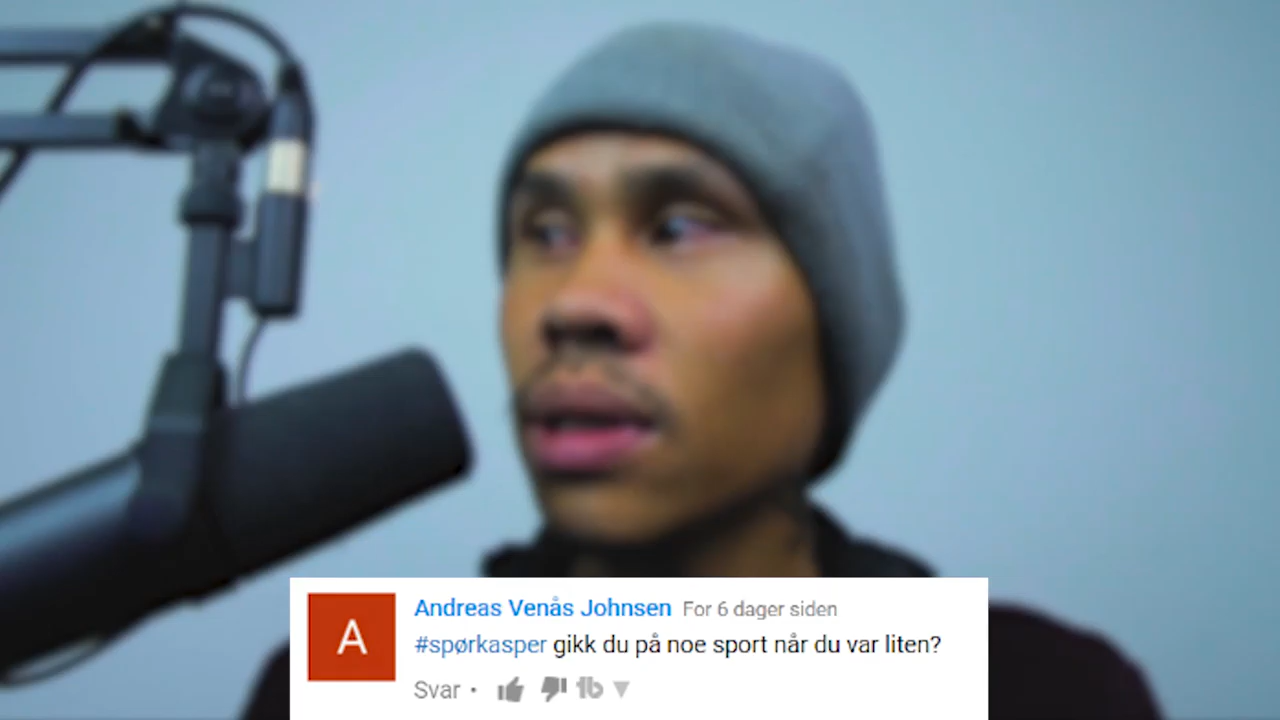 A
Andreas Venås Johnsen For 6 dager siden
#spørkasper gikk du på noe sport når du var liten?
Svar •